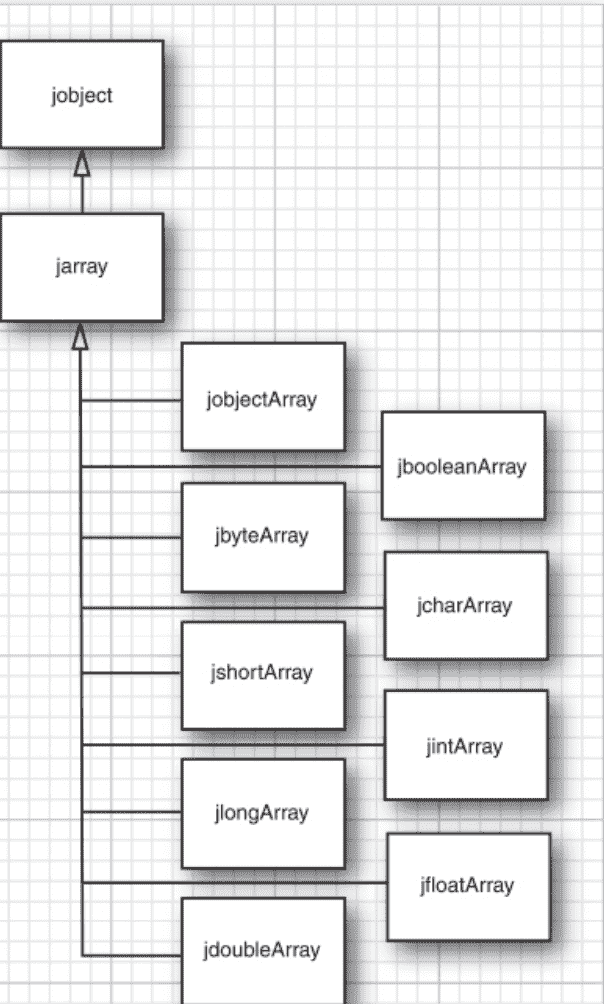 jobject
jarray
jobjectArray
jbooleanArray
jbyteArray
jcharArray
jshortArray
jintArray
jlongArray
jfloatArray
jdoubleArray